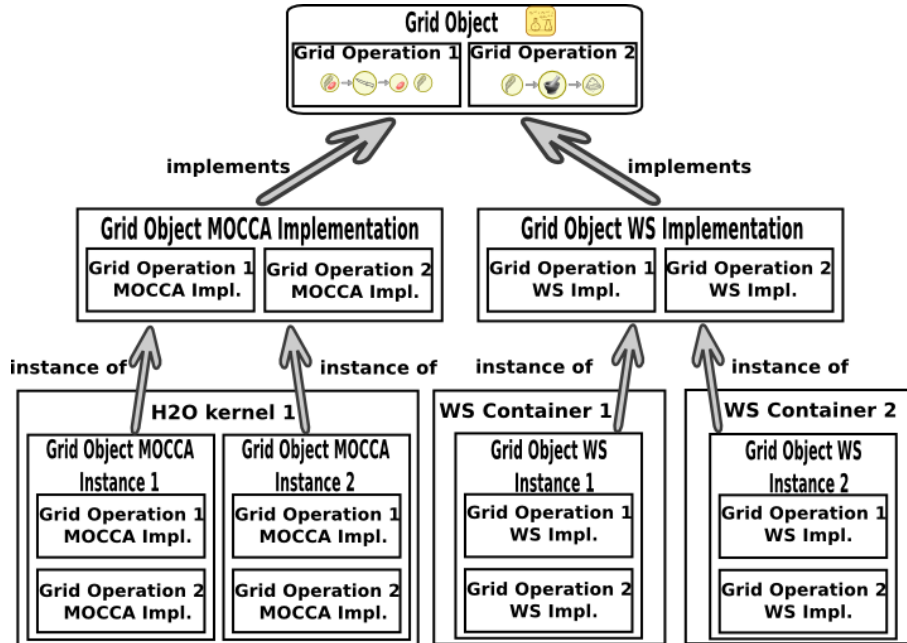 Grid Object
Grid Operation 1
Grid Operation 2
implements
implements
Grid Object MOCCA Implementation
Grid Operation 1
MOCCA Impl.
Grid Operation 2
MOCCA Impl.
Grid Object WS Implementation
Grid Operation 1
WS Impl.
Grid Operation 2
WS Impl.
instance of
instance of
instance of
instance of
H2O kernel 1
Grid Object MOCCA
Instance 1
Grid Operation 1
MOCCA Impl.
Grid Operation 2
MOCCA Impl.
Grid Object MOCCA
Instance 2
Grid Operation 1
MOCCA Impl.
Grid Operation 2
MOCCA Impl.
WS Container 1
Grid Object WS
Instance 1
Grid Operation 1
WS Impl.
Grid Operation 2
WS Impl.
WS Container 2
Grid Object WS
Instance 2
Grid Operation 1
WS Impl.
Grid Operation 2
WS Impl.